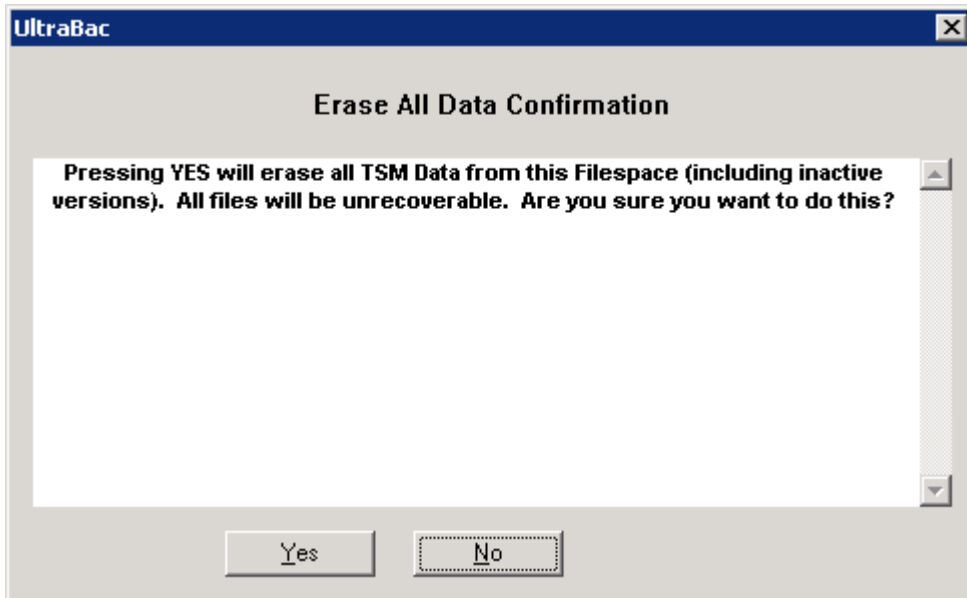 UltraBac
Erase All Data Confirmation
Pressing YES will erase all TSM Data from this Filespace (including inactive
versions).  All files will be unrecoverable.  Are you sure you want to do this?
Yes
No